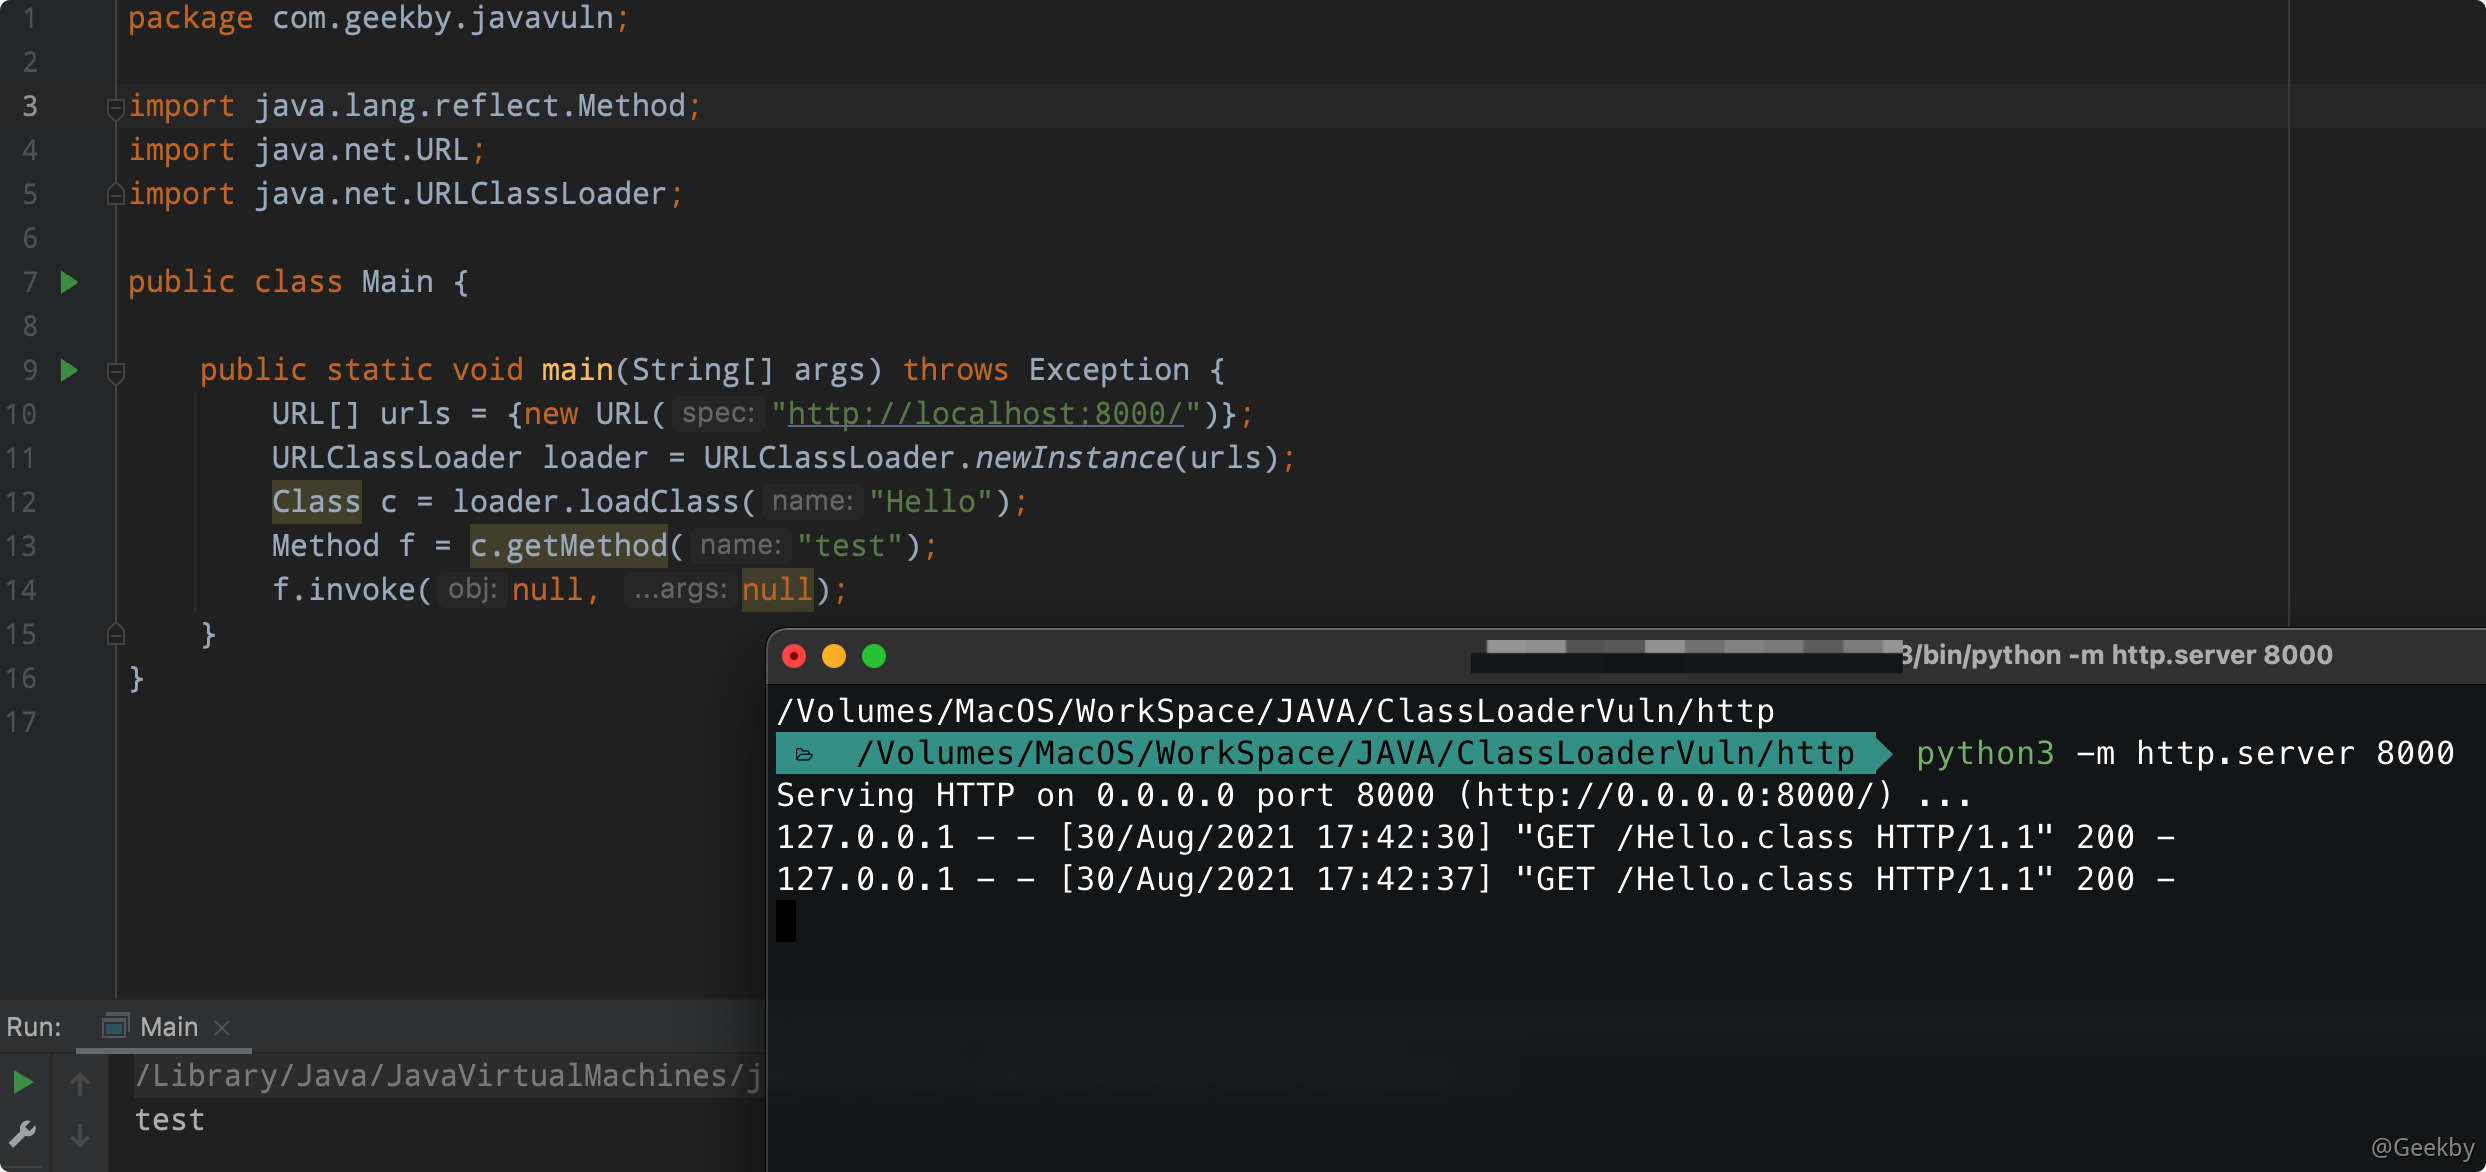 1 package com.geekby.javavuln;
2
3 import java.lang.reflect.Method;
4 import java.net.URL;
5 import java.net.URLClassLoader;
6
7 public class Main {
8
9 public static void main(String[] args) throws Exception {
10 URL[] urls = {new URL( spec: "http://localhost:8000/")};
11 URLClassLoader loader = URLClassLoader.newInstance(urls);
12 Class c = loader.loadClass( name: "Hello");
13 Method f = c.getMethod( name: "test");
14 f.invoke( obj: null, ...args: null);
15 }
16 }
17
3/bin/python -m http.server 8000
/Volumes/MacOS/WorkSpace/JAVA/ClassLoaderVuln/http
/Volumes/MacOS/WorkSpace/JAVA/ClassLoaderVuln/http python3 -m http.server 8000
Serving HTTP on 0.0.0.0 port 8000 (http://0.0.0.0:8000/) ...
127.0.0.1 - - [30/Aug/2021 17:42:30] "GET /Hello.class HTTP/1.1" 200 -
127.0.0.1 - - [30/Aug/2021 17:42:37] "GET /Hello.class HTTP/1.1" 200 -
Run: Main
/Library/Java/JavaVirtualMachines/j
test
@Geekby